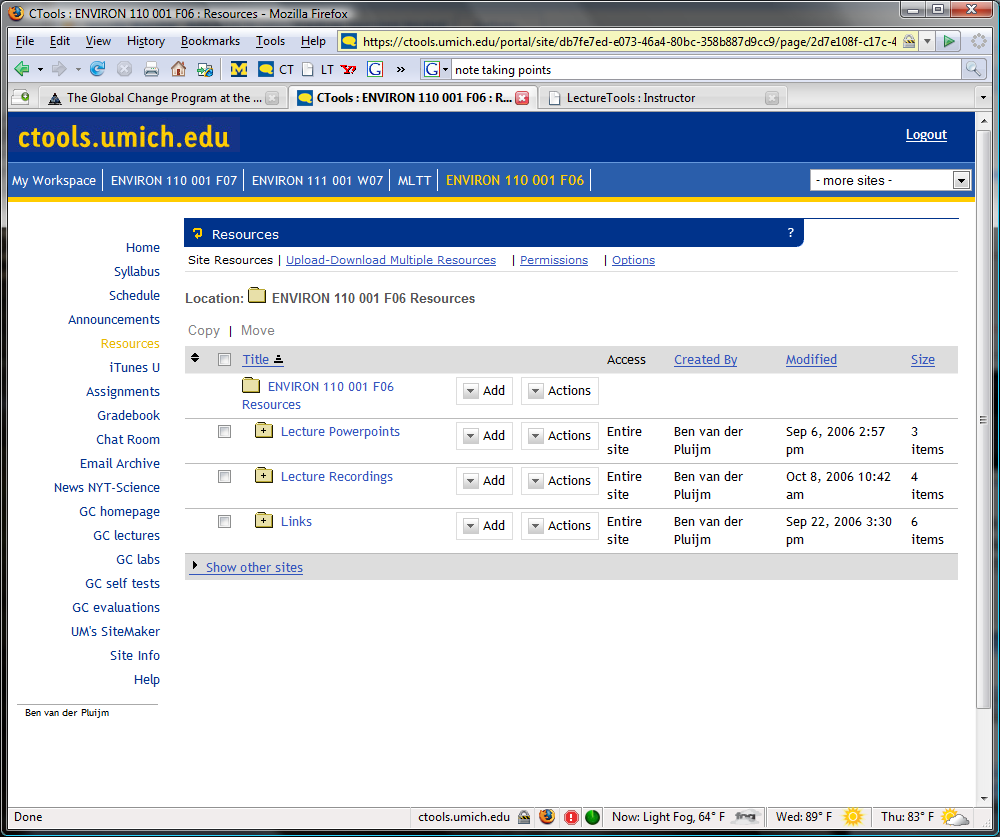 CTools : ENVIRON 110 001 F06 : Resources - Mozilla Firefox
File Edit View History Bookmarks Tools Help https://ctools.umich.edu/portal/site/db7fe7ed-e073-46a4-80bc-358b887d9cc9/page/2d7e108f-c17c-4
M CT LT Y! G » G note taking points
The Global Change Program at the ... CTools : ENVIRON 110 001 F06 : R... LectureTools : Instructor
ctools.umich.edu Logout
My Workspace ENVIRON 110 001 F07 ENVIRON 111 001 W07 MLTT ENVIRON 110 001 F06 - more sites -
Home
Syllabus
Schedule
Announcements
Resources
iTunes U
Assignments
Gradebook
Chat Room
Email Archive
News NYT-Science
GC homepage
GC lectures
GC labs
GC self tests
GC evaluations
UM's SiteMaker
Site Info
Help
Ben van der Pluijm
Resources ?
Site Resources | Upload-Download Multiple Resources | Permissions | Options
Location: ENVIRON 110 001 F06 Resources
Copy | Move
Title Access Created By Modified Size
ENVIRON 110 001 F06 Add Actions
Resources
Lecture Powerpoints Add Actions Entire Ben van der Sep 6, 2006 2:57 3
site Pluijm pm items
Lecture Recordings Add Actions Entire Ben van der Oct 8, 2006 10:42 4
site Pluijm am items
Links Add Actions Entire Ben van der Sep 22, 2006 3:30 6
site Pluijm pm items
Show other sites
Done ctools.umich.edu Now: Light Fog, 64° F fog Wed: 89° F Thu: 83° F